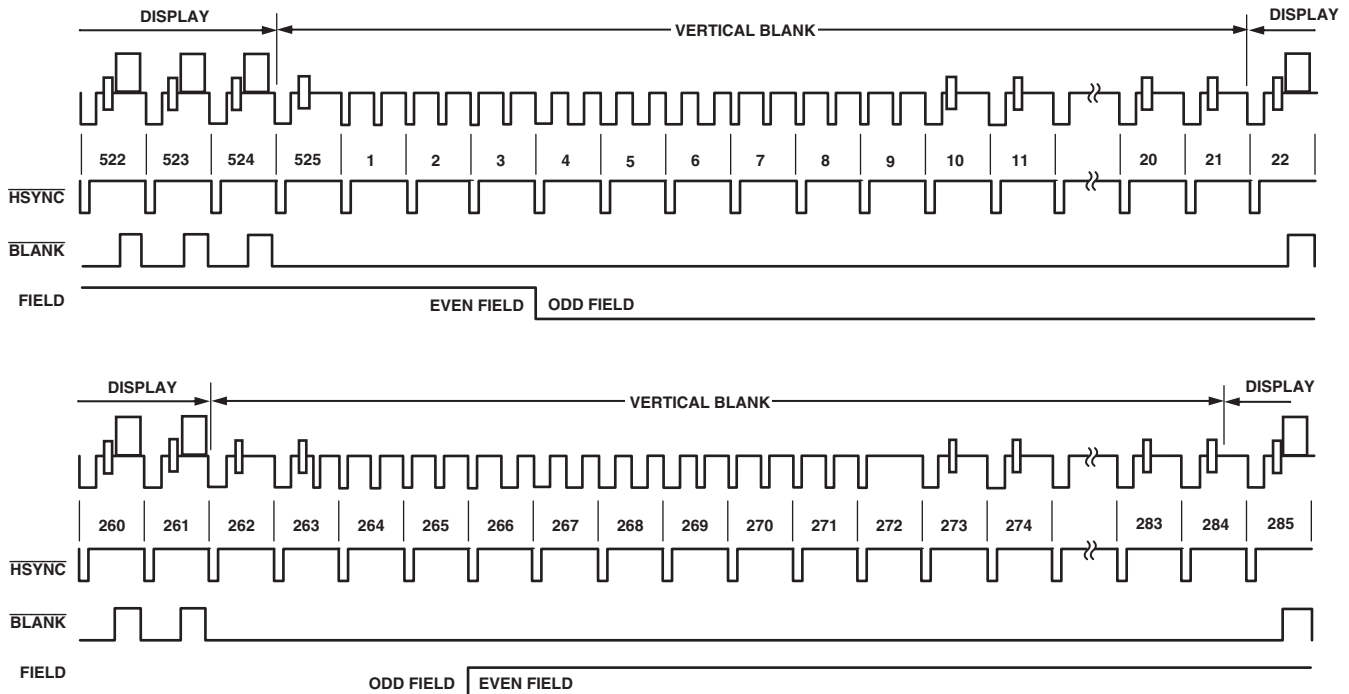 DISPLAY VERTICAL BLANK DISPLAY
522 523 524 525 1 2 3 4 5 6 7 8 9 10 11 20 21 22
HSYNC
BLANK
FIELD EVEN FIELD ODD FIELD
DISPLAY VERTICAL BLANK DISPLAY
260 261 262 263 264 265 266 267 268 269 270 271 272 273 274 283 284 285
HSYNC
BLANK
FIELD ODD FIELD EVEN FIELD